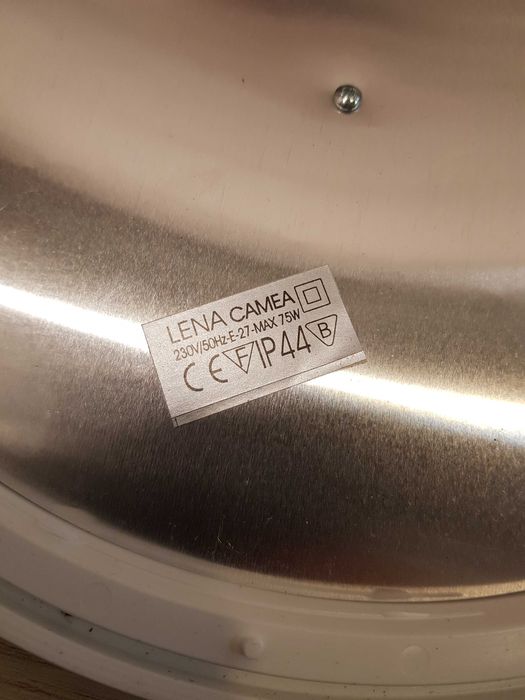 LENA CAMEA
230V/50Hz-E-27-MAX 75W
CE F IP44 B